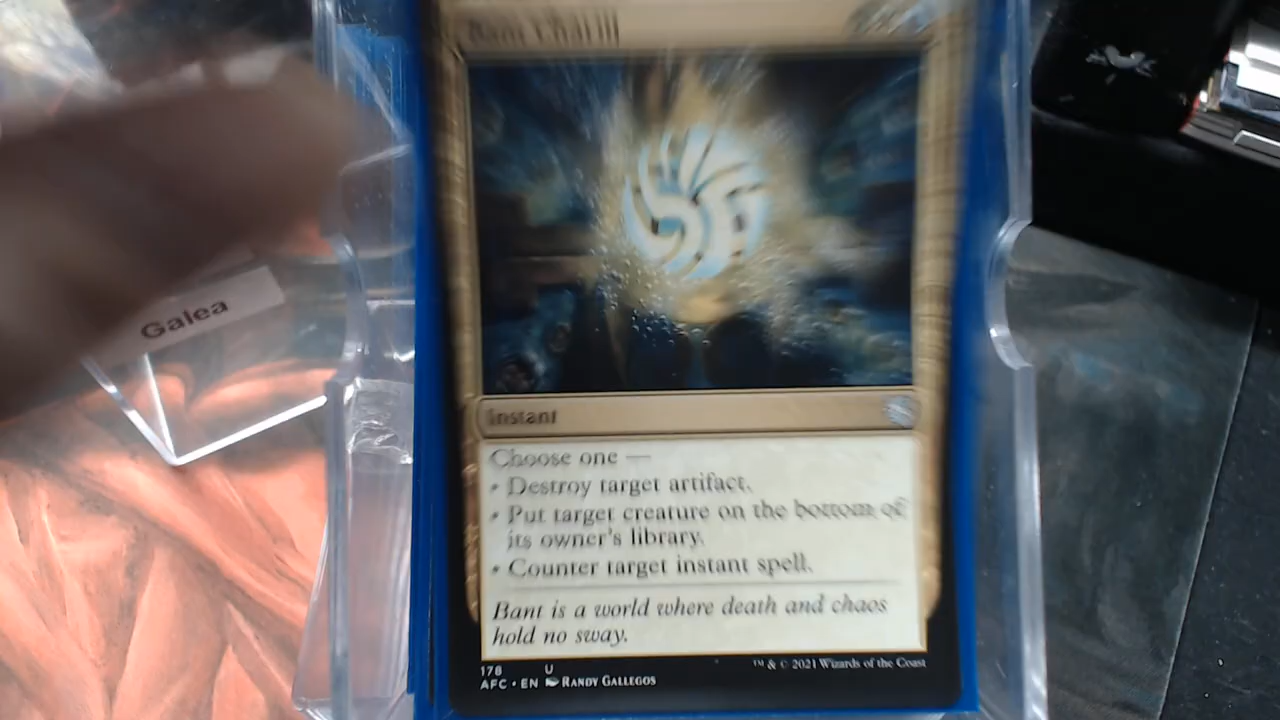 Bant Charm
Galea
Instant
Choose one —
• Destroy target artifact.
• Put target creature on the bottom of
its owner's library.
• Counter target instant spell.
Bant is a world where death and chaos
hold no sway.
178 U
™ & © 2021 Wizards of the Coast
AFC • EN RANDY GALLEGOS